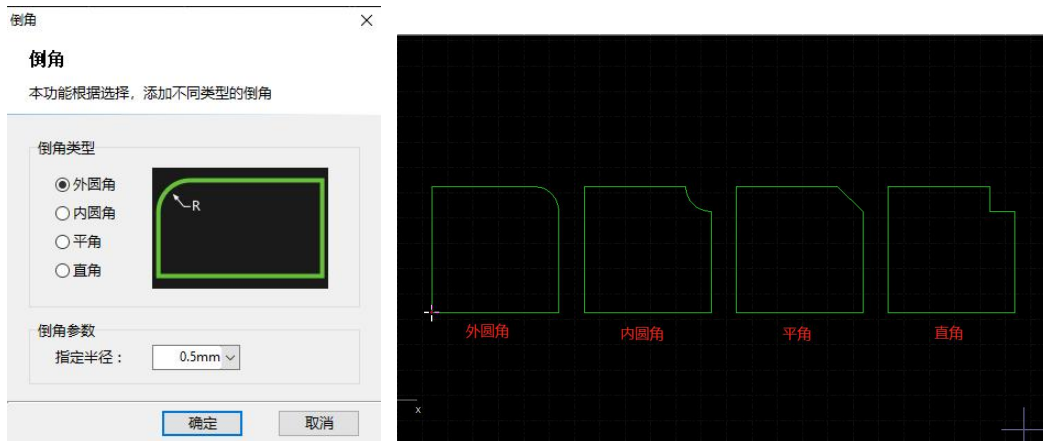 倒角
倒角
本功能根据选择，添加不同类型的倒角
倒角类型
外圆角
内圆角
平角
直角
R
倒角参数
指定半径：
0.5mm
确定
取消
外圆角
内圆角
平角
直角
x